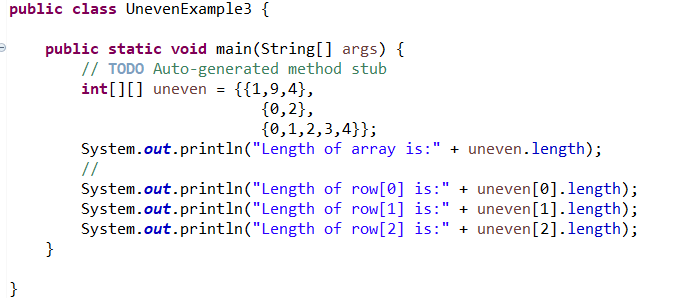 public class UnevenExample3 {
public static void main(String[] args) {
// TODO Auto-generated method stub
int[][] uneven = {{1,9,4},
{0,2},
{0,1,2,3,4}};
System.out.println("Length of array is:" + uneven.length);
//
System.out.println("Length of row[0] is:" + uneven[0].length);
System.out.println("Length of row[1] is:" + uneven[1].length);
System.out.println("Length of row[2] is:" + uneven[2].length);
}
}